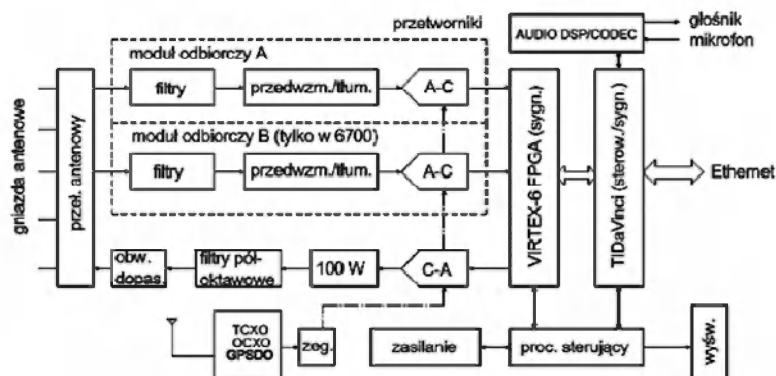 przetworniki
AUDIO DSP/CODEC
głośnik
mikrofon
moduł odbiorczy A
filtry
przedwzm./tłum.
A-C
moduł odbiorczy B (tylko w 6700)
filtry
przedwzm./tłum.
A-C
gniazda antenowe
przeł. antenowy
VIRTEX-6 FPGA (sygn.)
TIDaVinci (sterow./sygn.)
Ethernet
obw.
dopas.
filtry pół-
oktawowe
100 W
C-A
TCXO
OCXO
GPSDO
zeg.
zasilanie
proc. sterujący
wyśw.